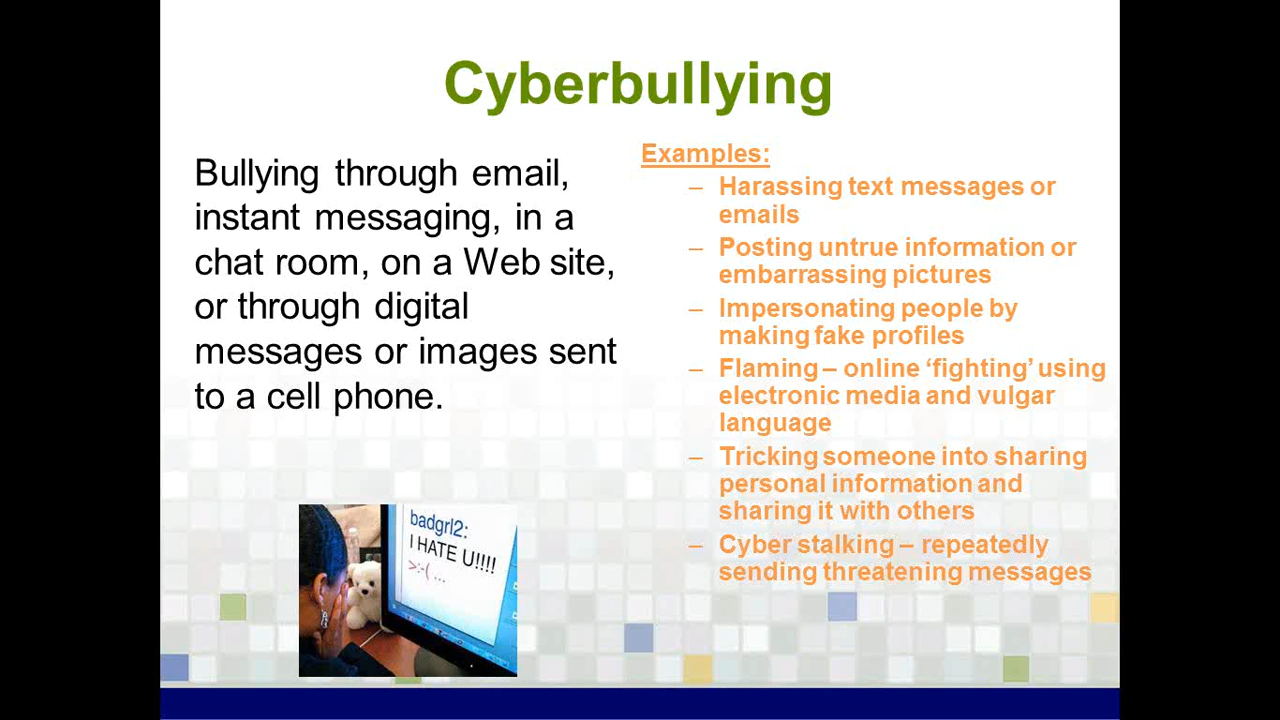 Cyberbullying
Bullying through email,
instant messaging, in a
chat room, on a Web site,
or through digital
messages or images sent
to a cell phone.
Examples:
– Harassing text messages or
emails
– Posting untrue information or
embarrassing pictures
– Impersonating people by
making fake profiles
– Flaming – online ‘fighting’ using
electronic media and vulgar
language
– Tricking someone into sharing
personal information and
sharing it with others
– Cyber stalking – repeatedly
sending threatening messages
badgrl2:
I HATE U!!!!
>:-( ...